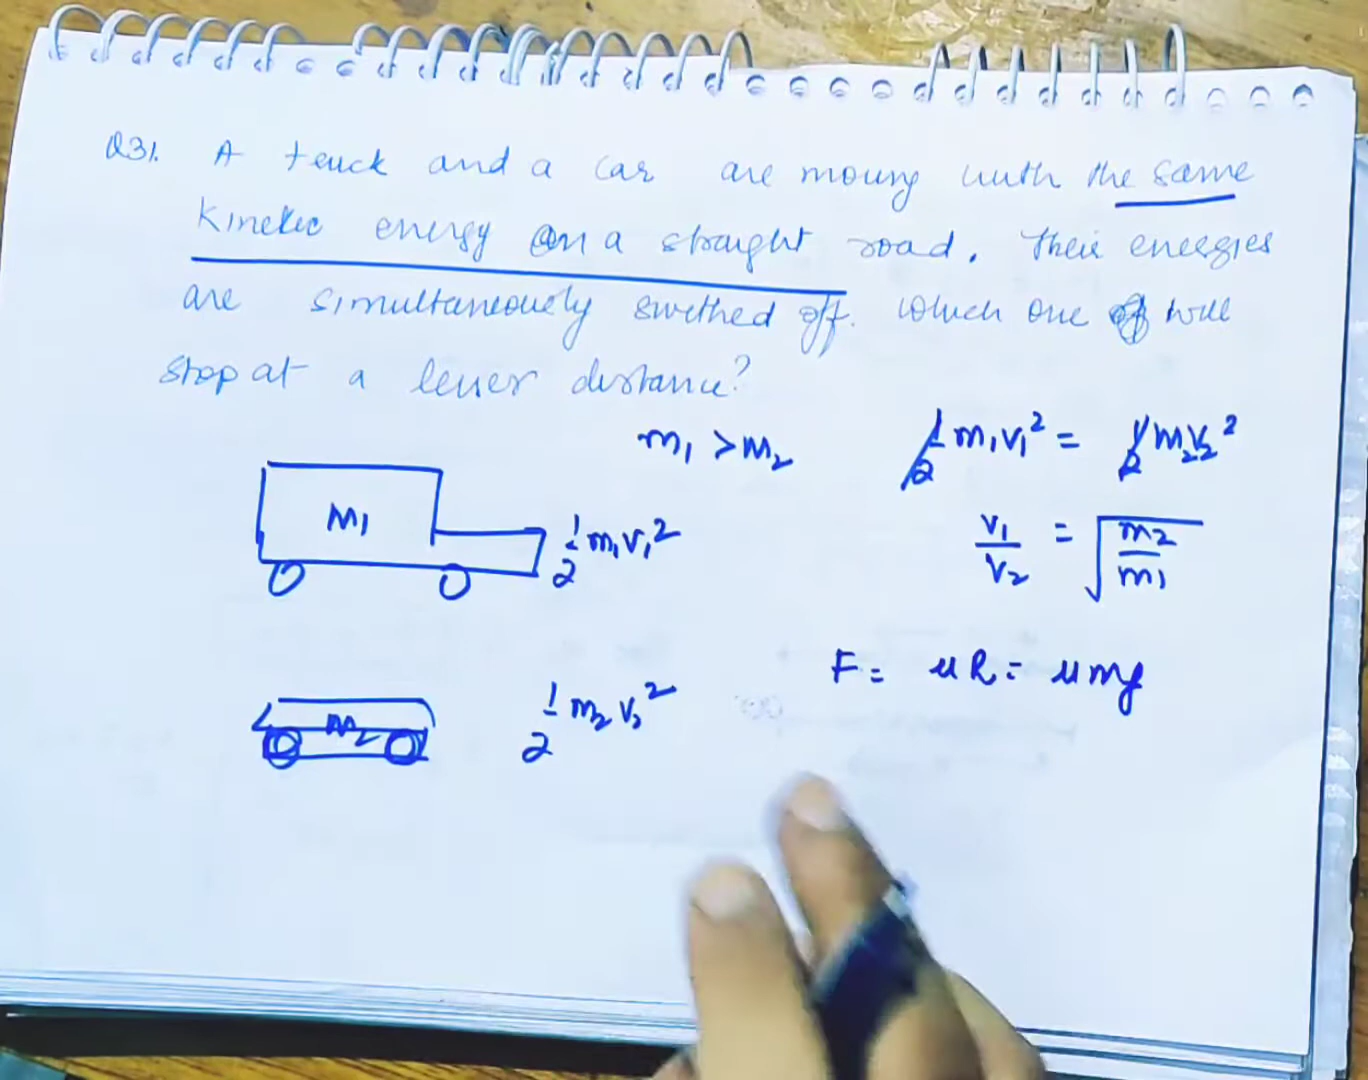 Q31. A truck and a car are moving with the same
kinetic energy on a straight road. Their energies
are simultaneously swithed off. which one will
stop at a lesser distance?
m₁ > m₂
1/2 m₁v₁² = 1/2 m₂v₂²
M₁
1/2 m₁v₁²
v₁/v₂ = √(m₂/m₁)
F = μR = μmg
m₂
1/2 m₂v₂²